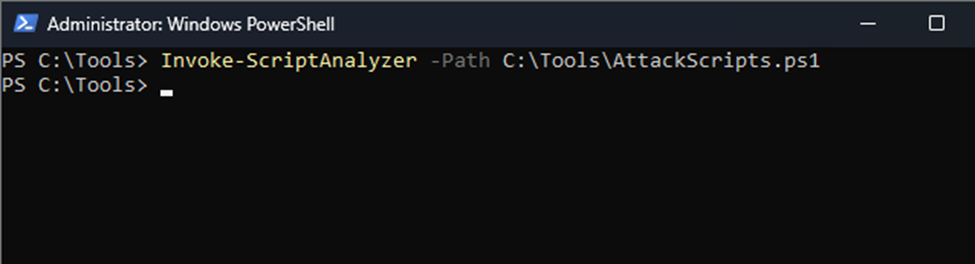 Administrator: Windows PowerShell
PS C:\Tools> Invoke-ScriptAnalyzer -Path C:\Tools\AttackScripts.ps1
PS C:\Tools>